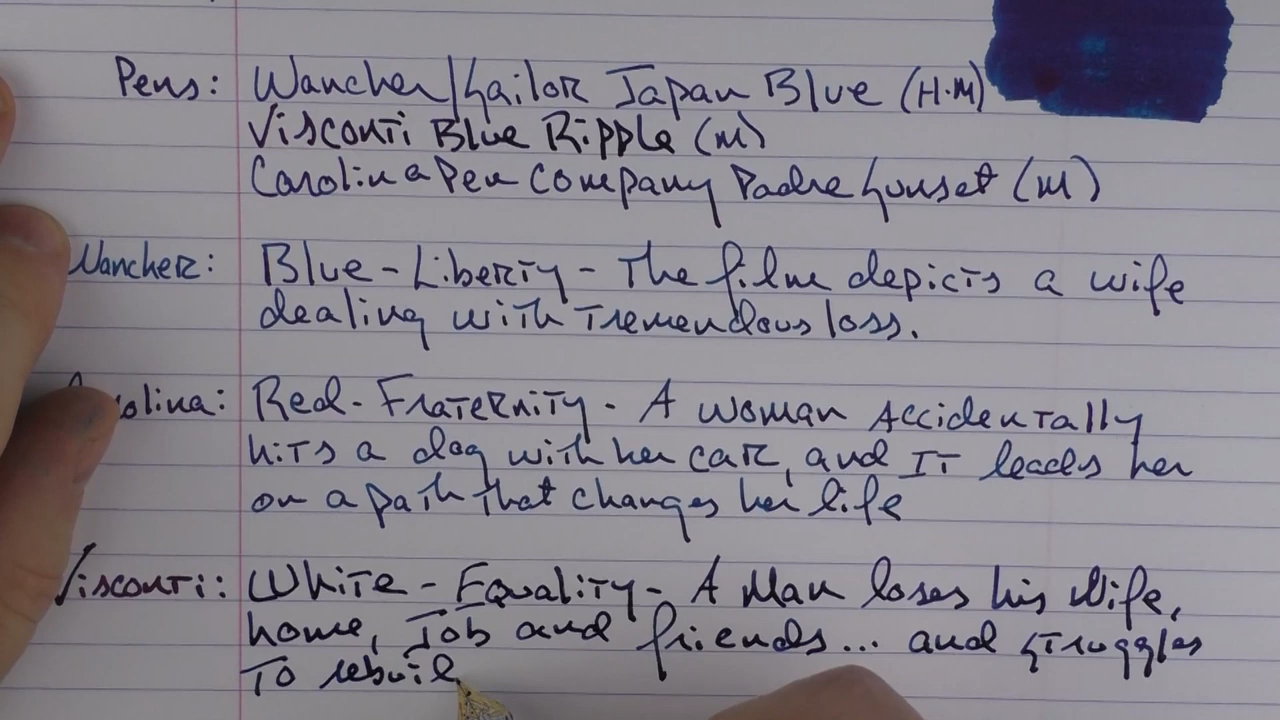 Pens: Wancher/Sailor Japan Blue (H.M)
Visconti Blue Ripple (M)
Carolina Pen Company Padre Sunset (M)
Wancher: Blue - Liberty - The film depicts a wife
dealing with tremendous loss.
rolina: Red - Fraternity - A woman accidentally
hits a dog with her car, and it leads her
on a path that changes her life
Visconti: White - Equality - A man loses his wife,
home, job and friends... and struggles
to rebuil